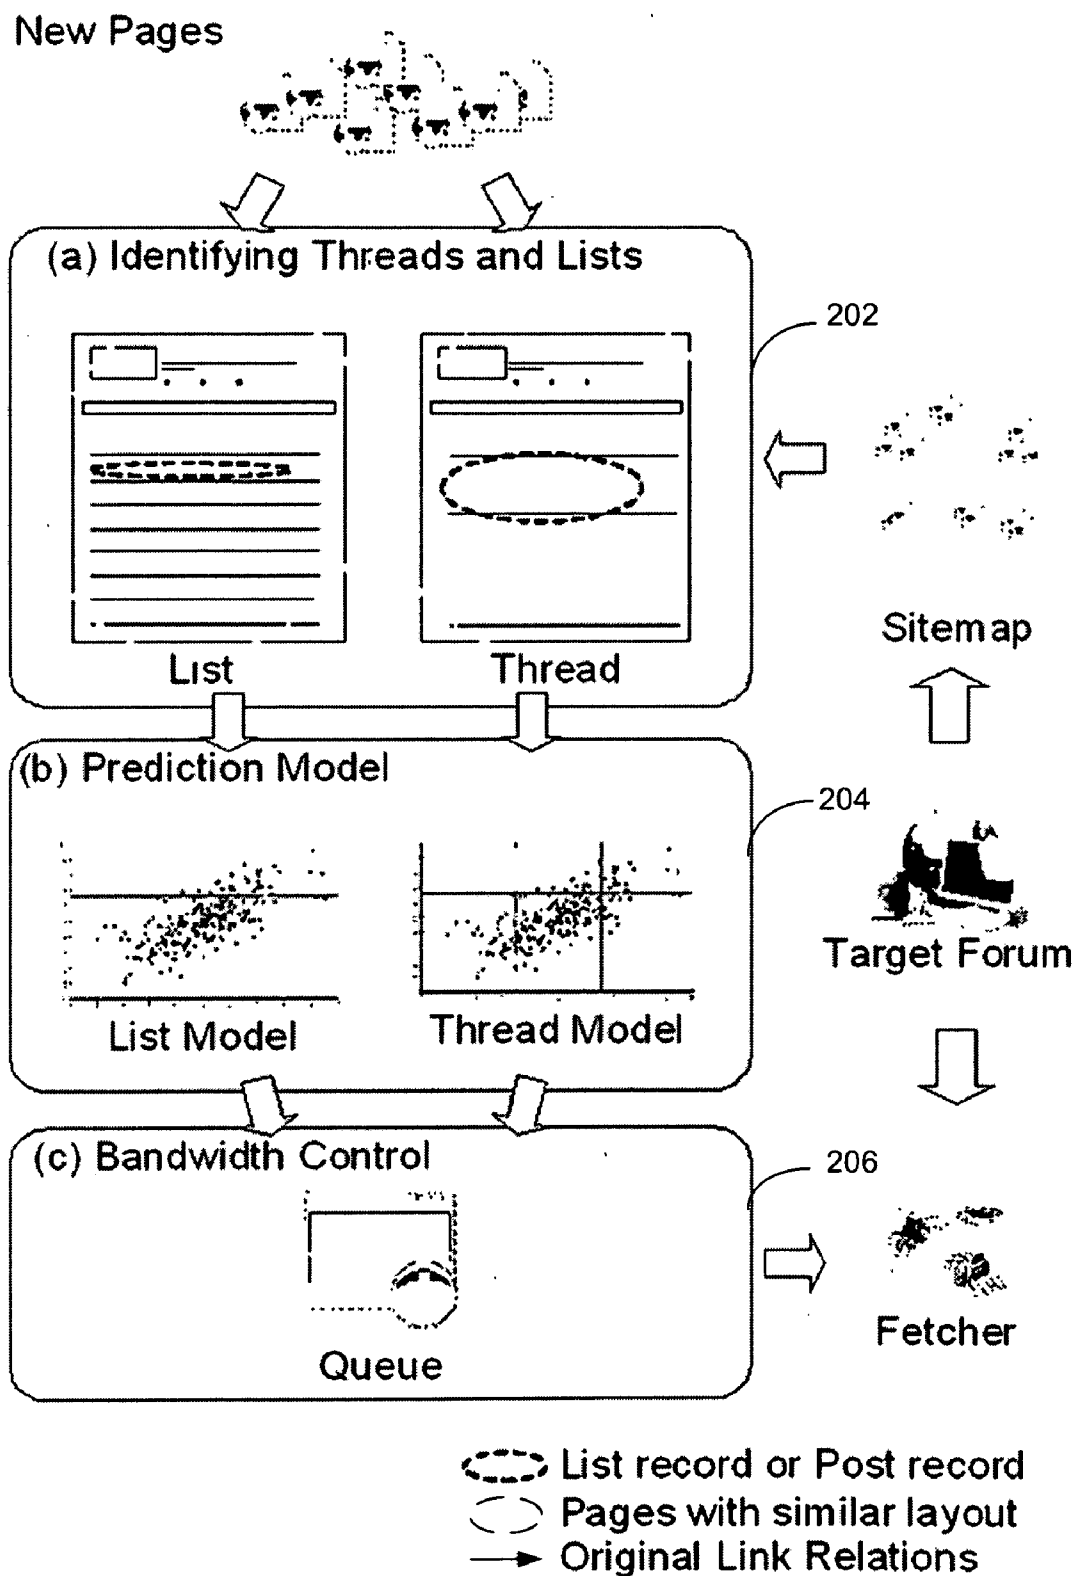 New Pages
(a) Identifying Threads and Lists
202
List
Thread
Sitemap
(b) Prediction Model
204
List Model
Thread Model
Target Forum
(c) Bandwidth Control
206
Queue
Fetcher
List record or Post record
Pages with similar layout
Original Link Relations